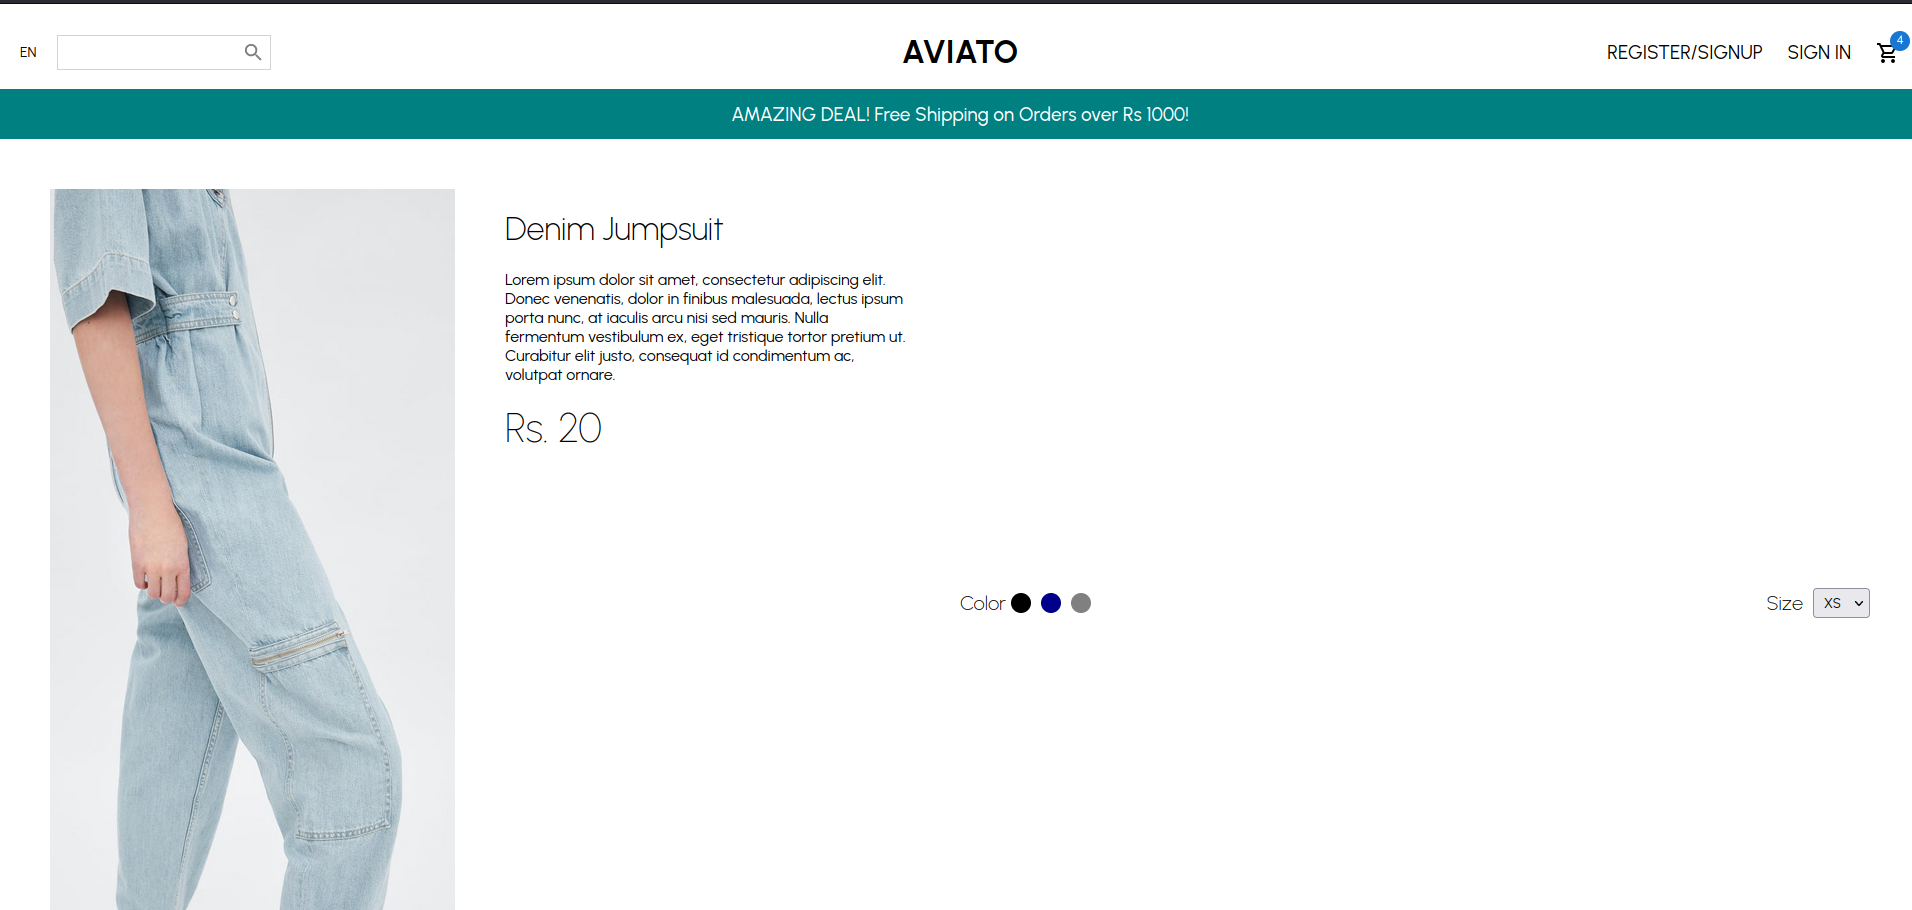 EN
AVIATO
REGISTER/SIGNUP
SIGN IN
4
AMAZING DEAL! Free Shipping on Orders over Rs 1000!
Denim Jumpsuit
Lorem ipsum dolor sit amet, consectetur adipiscing elit.
Donec venenatis, dolor in finibus malesuada, lectus ipsum
porta nunc, at iaculis arcu nisi sed mauris. Nulla
fermentum vestibulum ex, eget tristique tortor pretium ut.
Curabitur elit justo, consequat id condimentum ac,
volutpat ornare.
Rs. 20
Color
Size
XS